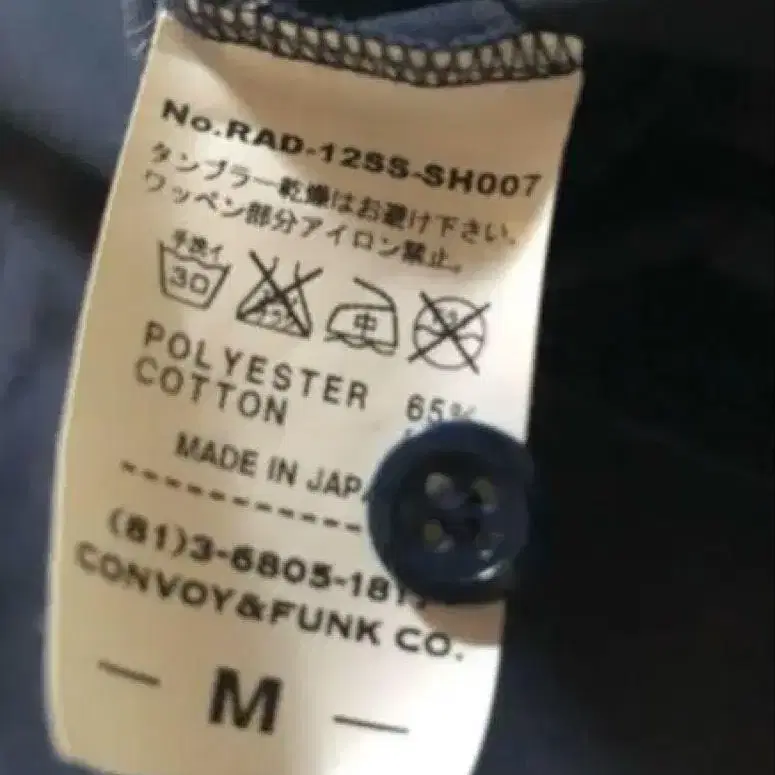 No.RAD-12SS-SH007
タンブラー乾燥はお避け下さい。
ワッペン部分アイロン禁止。
手洗イ
30
中
POLYESTER 65%
COTTON
MADE IN
(81)3-6805-181
CONVOY&FUNK CO.
— M —